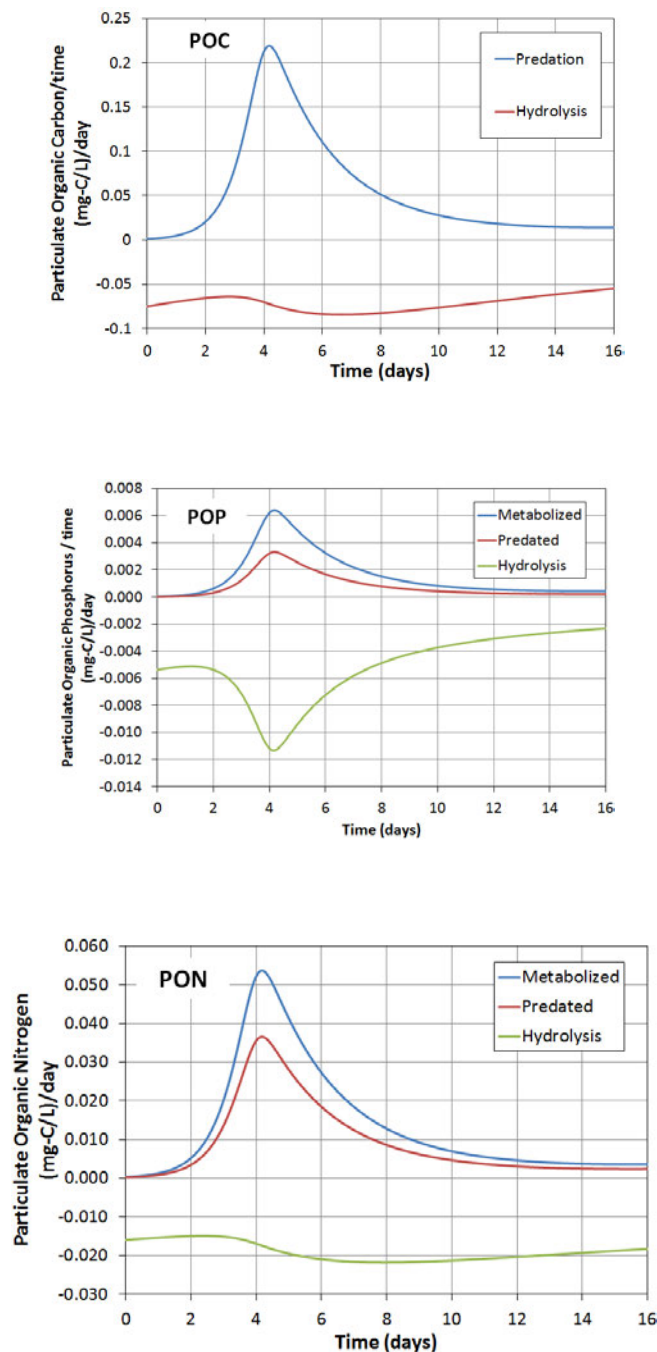 POC
Predation
Hydrolysis
Particulate Organic Carbon/time
(mg-C/L)/day
0.25
0.2
0.15
0.1
0.05
0
-0.05
-0.1
0 2 4 6 8 10 12 14 16
Time (days)
POP
Metabolized
Predated
Hydrolysis
Particulate Organic Phosphorus / time
(mg-C/L)/day
0.008
0.006
0.004
0.002
0.000
-0.002
-0.004
-0.006
-0.008
-0.010
-0.012
-0.014
0 2 4 6 8 10 12 14 16
Time (days)
PON
Metabolized
Predated
Hydrolysis
Particulate Organic Nitrogen
(mg-C/L)/day
0.060
0.050
0.040
0.030
0.020
0.010
0.000
-0.010
-0.020
-0.030
0 2 4 6 8 10 12 14 16
Time (days)